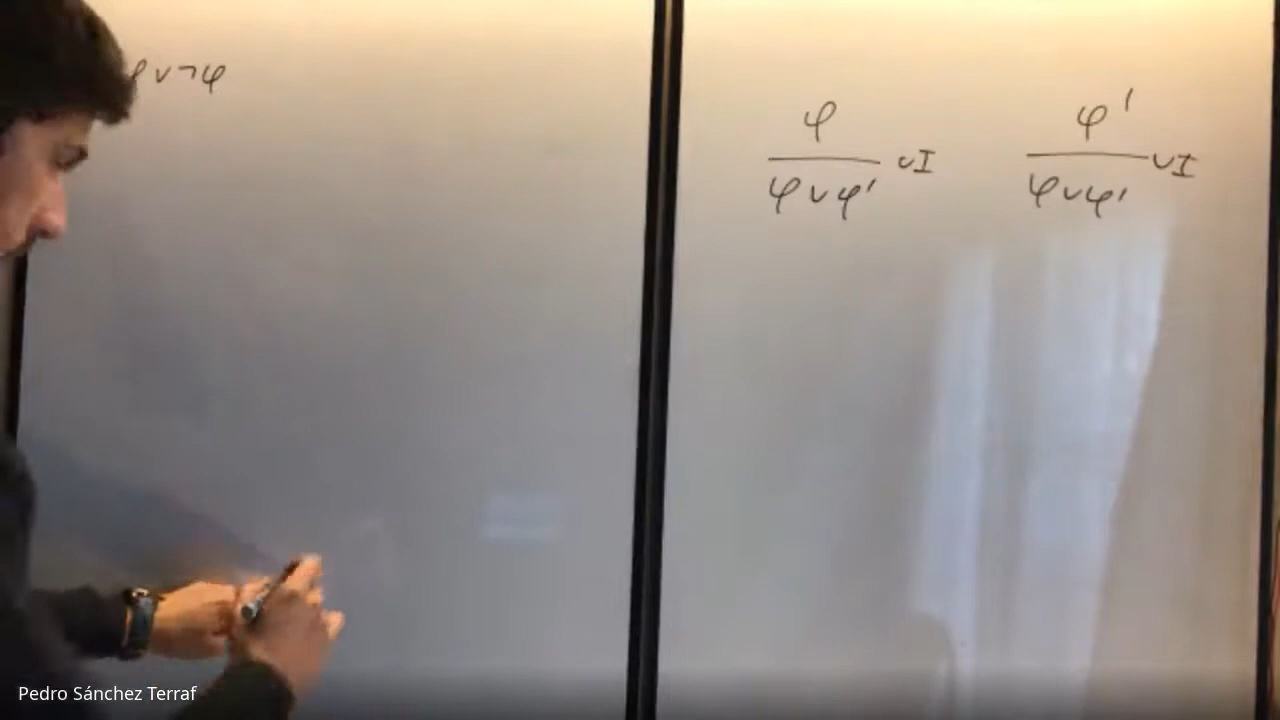 φ ∨ ¬φ
φ
φ ∨ φ' ∨I
φ'
φ ∨ φ' ∨I
Pedro Sánchez Terraf